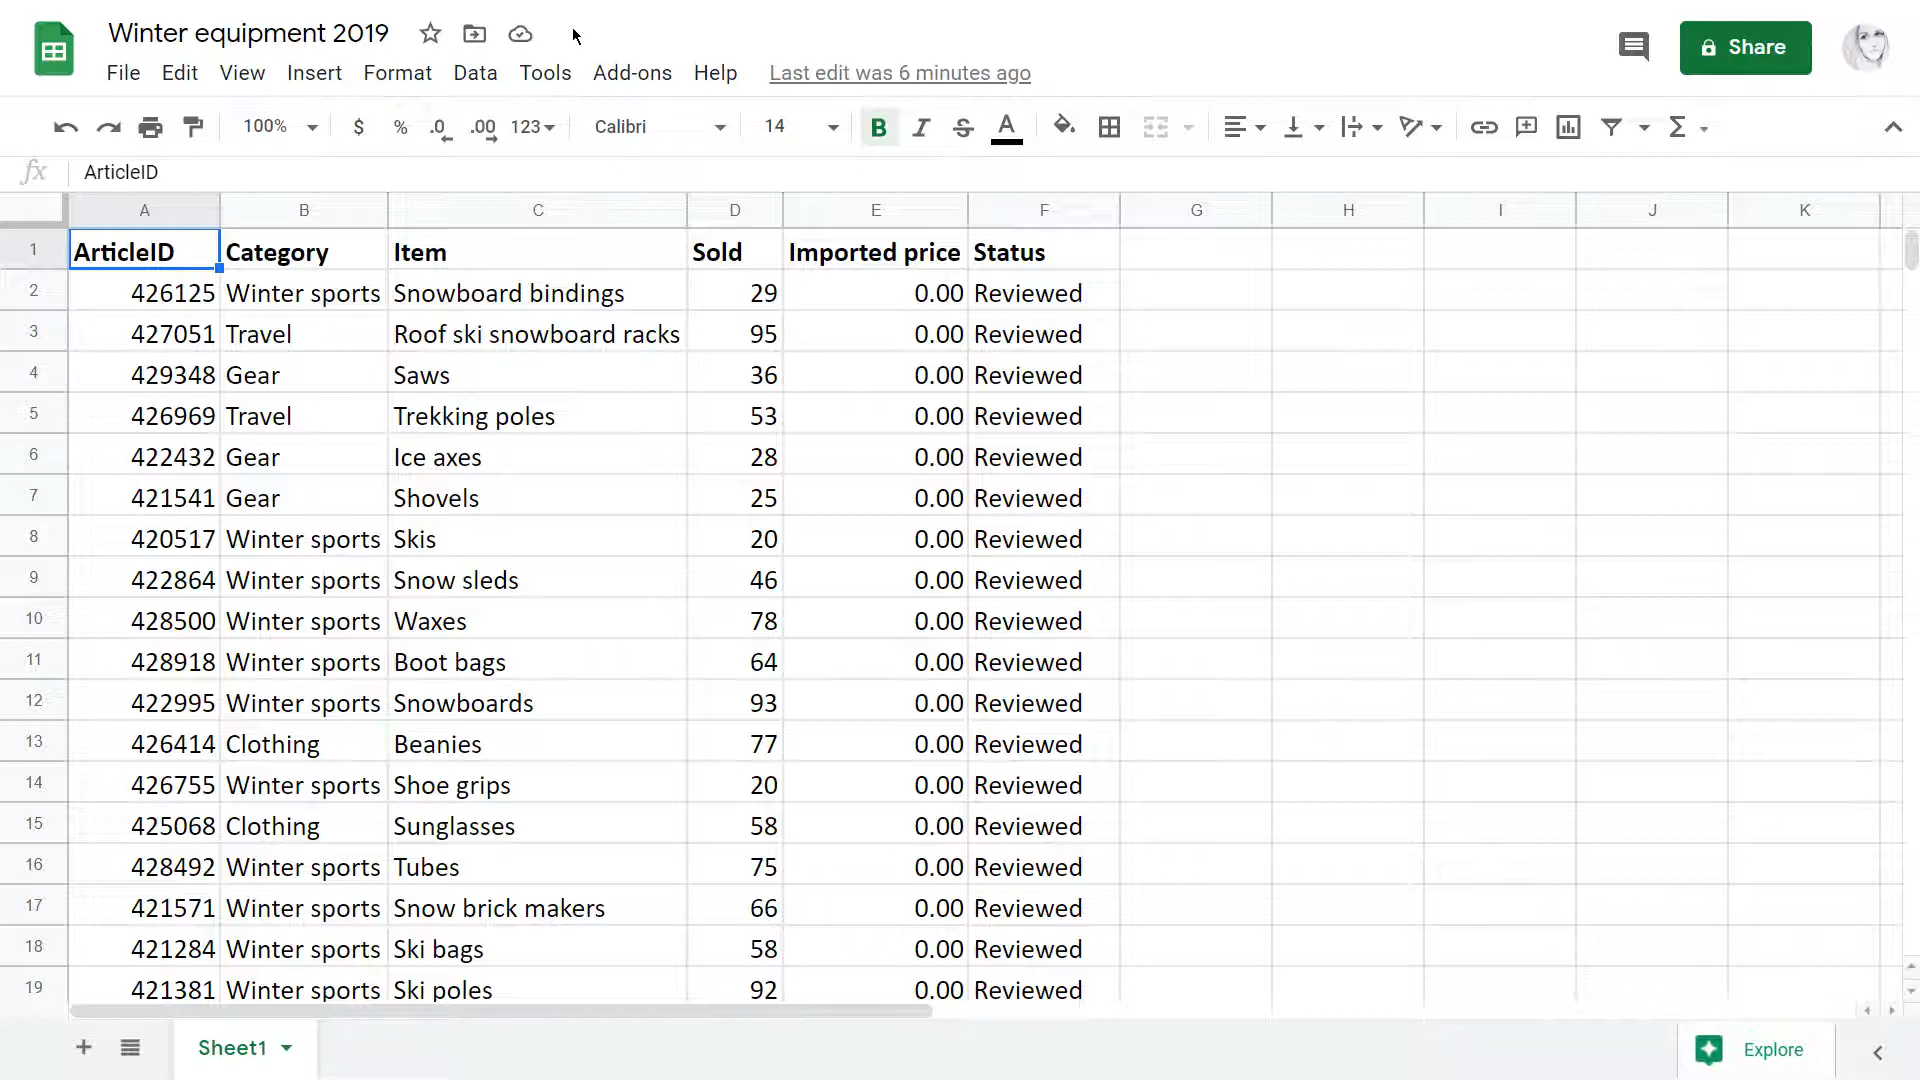 Winter equipment 2019
File Edit View Insert Format Data Tools Add-ons Help Last edit was 6 minutes ago
Share
100% $ % .0 .00 123 Calibri 14 B I S A Σ
fx ArticleID
A B C D E F G H I J K
1 ArticleID Category Item Sold Imported price Status
2 426125 Winter sports Snowboard bindings 29 0.00 Reviewed
3 427051 Travel Roof ski snowboard racks 95 0.00 Reviewed
4 429348 Gear Saws 36 0.00 Reviewed
5 426969 Travel Trekking poles 53 0.00 Reviewed
6 422432 Gear Ice axes 28 0.00 Reviewed
7 421541 Gear Shovels 25 0.00 Reviewed
8 420517 Winter sports Skis 20 0.00 Reviewed
9 422864 Winter sports Snow sleds 46 0.00 Reviewed
10 428500 Winter sports Waxes 78 0.00 Reviewed
11 428918 Winter sports Boot bags 64 0.00 Reviewed
12 422995 Winter sports Snowboards 93 0.00 Reviewed
13 426414 Clothing Beanies 77 0.00 Reviewed
14 426755 Winter sports Shoe grips 20 0.00 Reviewed
15 425068 Clothing Sunglasses 58 0.00 Reviewed
16 428492 Winter sports Tubes 75 0.00 Reviewed
17 421571 Winter sports Snow brick makers 66 0.00 Reviewed
18 421284 Winter sports Ski bags 58 0.00 Reviewed
19 421381 Winter sports Ski poles 92 0.00 Reviewed
Sheet1 Explore